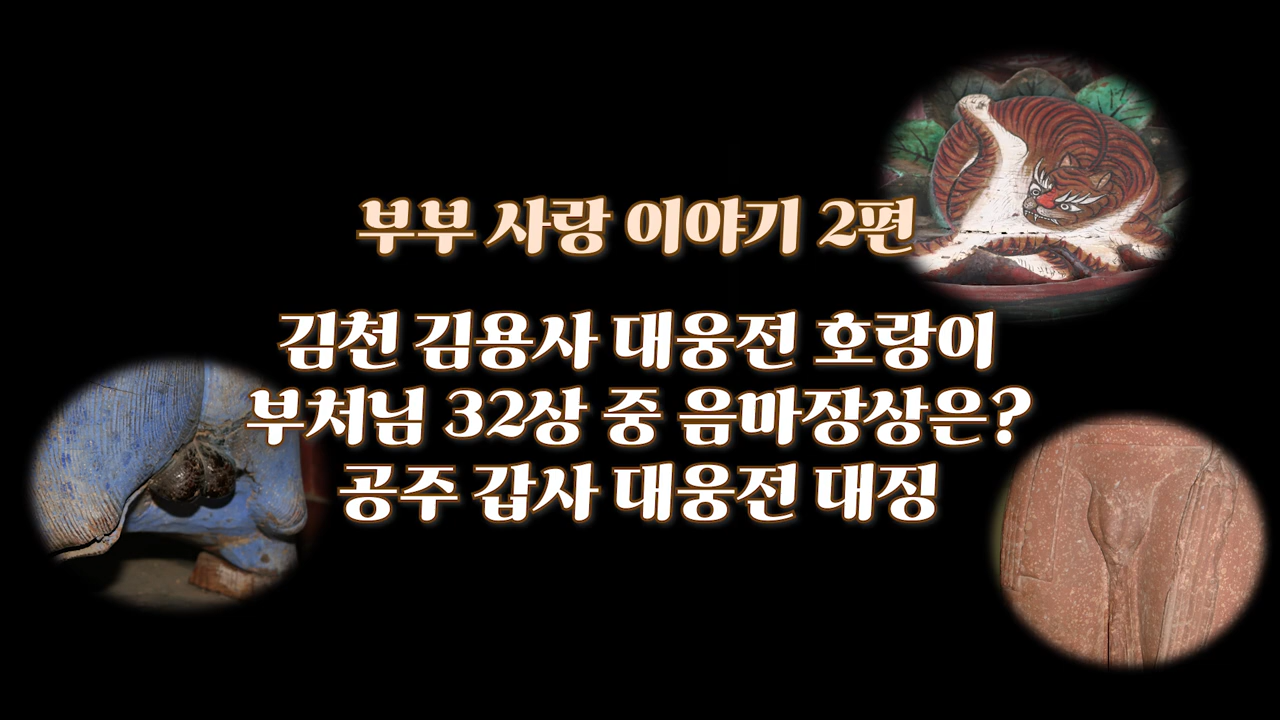 부부 사랑 이야기 2편
김천 김용사 대웅전 호랑이
부처님 32상 중 음마장상은?
공주 갑사 대웅전 대징